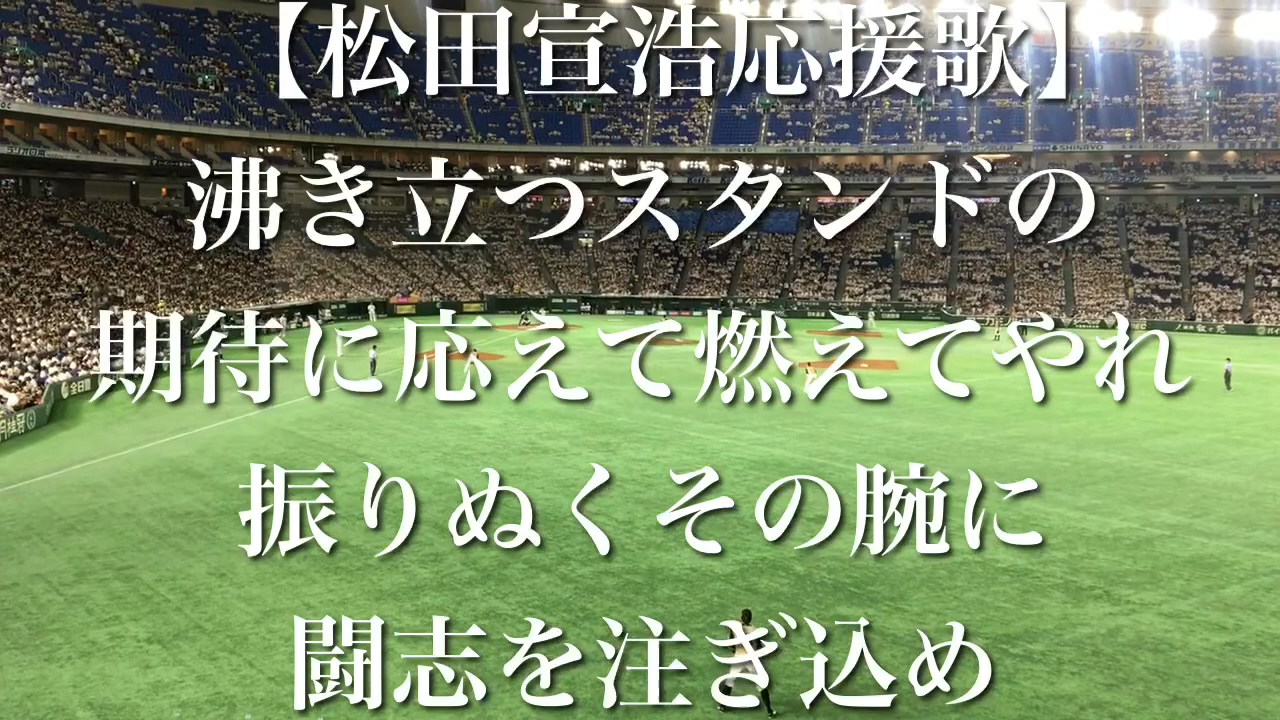 【松田宣浩応援歌】
SHINRYO
沸き立つスタンドの
期待に応えて燃えてやれ
振りぬくその腕に
闘志を注ぎ込め